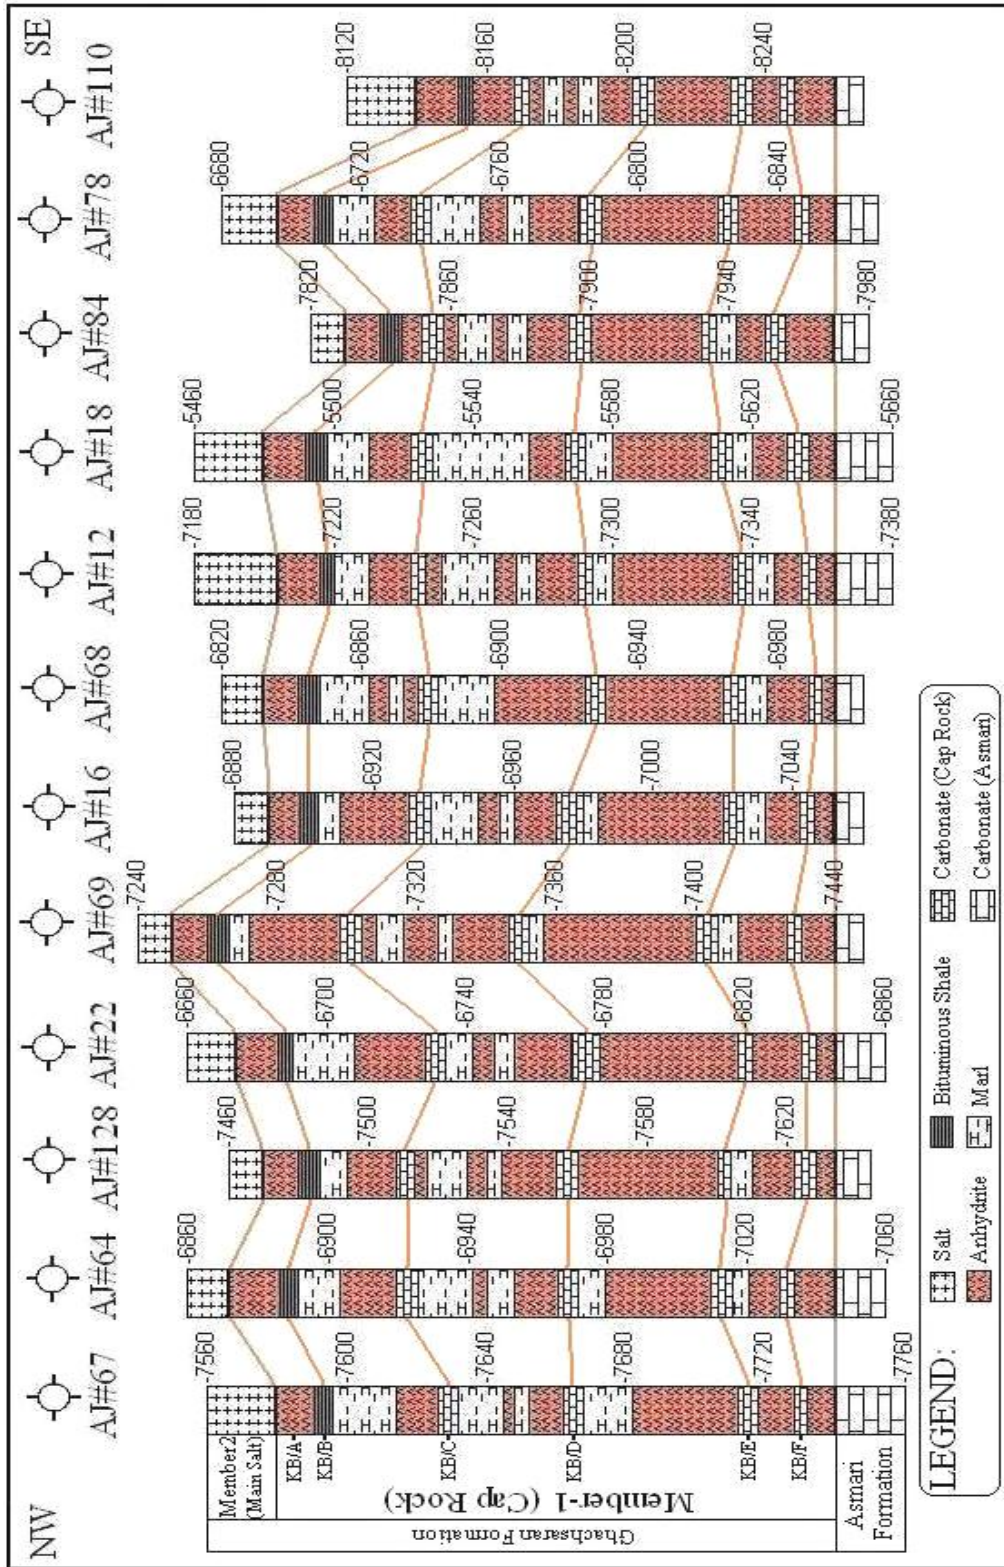 NW
SE
AJ#67
AJ#64
AJ#128
AJ#22
AJ#69
AJ#16
AJ#68
AJ#12
AJ#18
AJ#84
AJ#78
AJ#110
Ghachsaran Formation
Member2
(Main Salt)
Member-1 (Cap Rock)
Asmari
Formation
KB/A
KB/B
KB/C
KB/D
KB/E
KB/F
-7560
-7600
-7640
-7680
-7720
-7760
-6860
-6900
-6940
-6980
-7020
-7060
-7460
-7500
-7540
-7580
-7620
-6660
-6700
-6740
-6780
-6820
-6860
-7240
-7280
-7320
-7360
-7400
-7440
-6880
-6920
-6960
-7000
-7040
-6820
-6860
-6900
-6940
-6980
-7180
-7220
-7260
-7300
-7340
-7380
-5460
-5500
-5540
-5580
-5620
-5660
-7820
-7860
-7900
-7940
-7980
-6680
-6720
-6760
-6800
-6840
-8120
-8160
-8200
-8240
LEGEND:
Salt
Bituminous Shale
Carbonate (Cap Rock)
Anhydrite
Marl
Carbonate (Asmari)